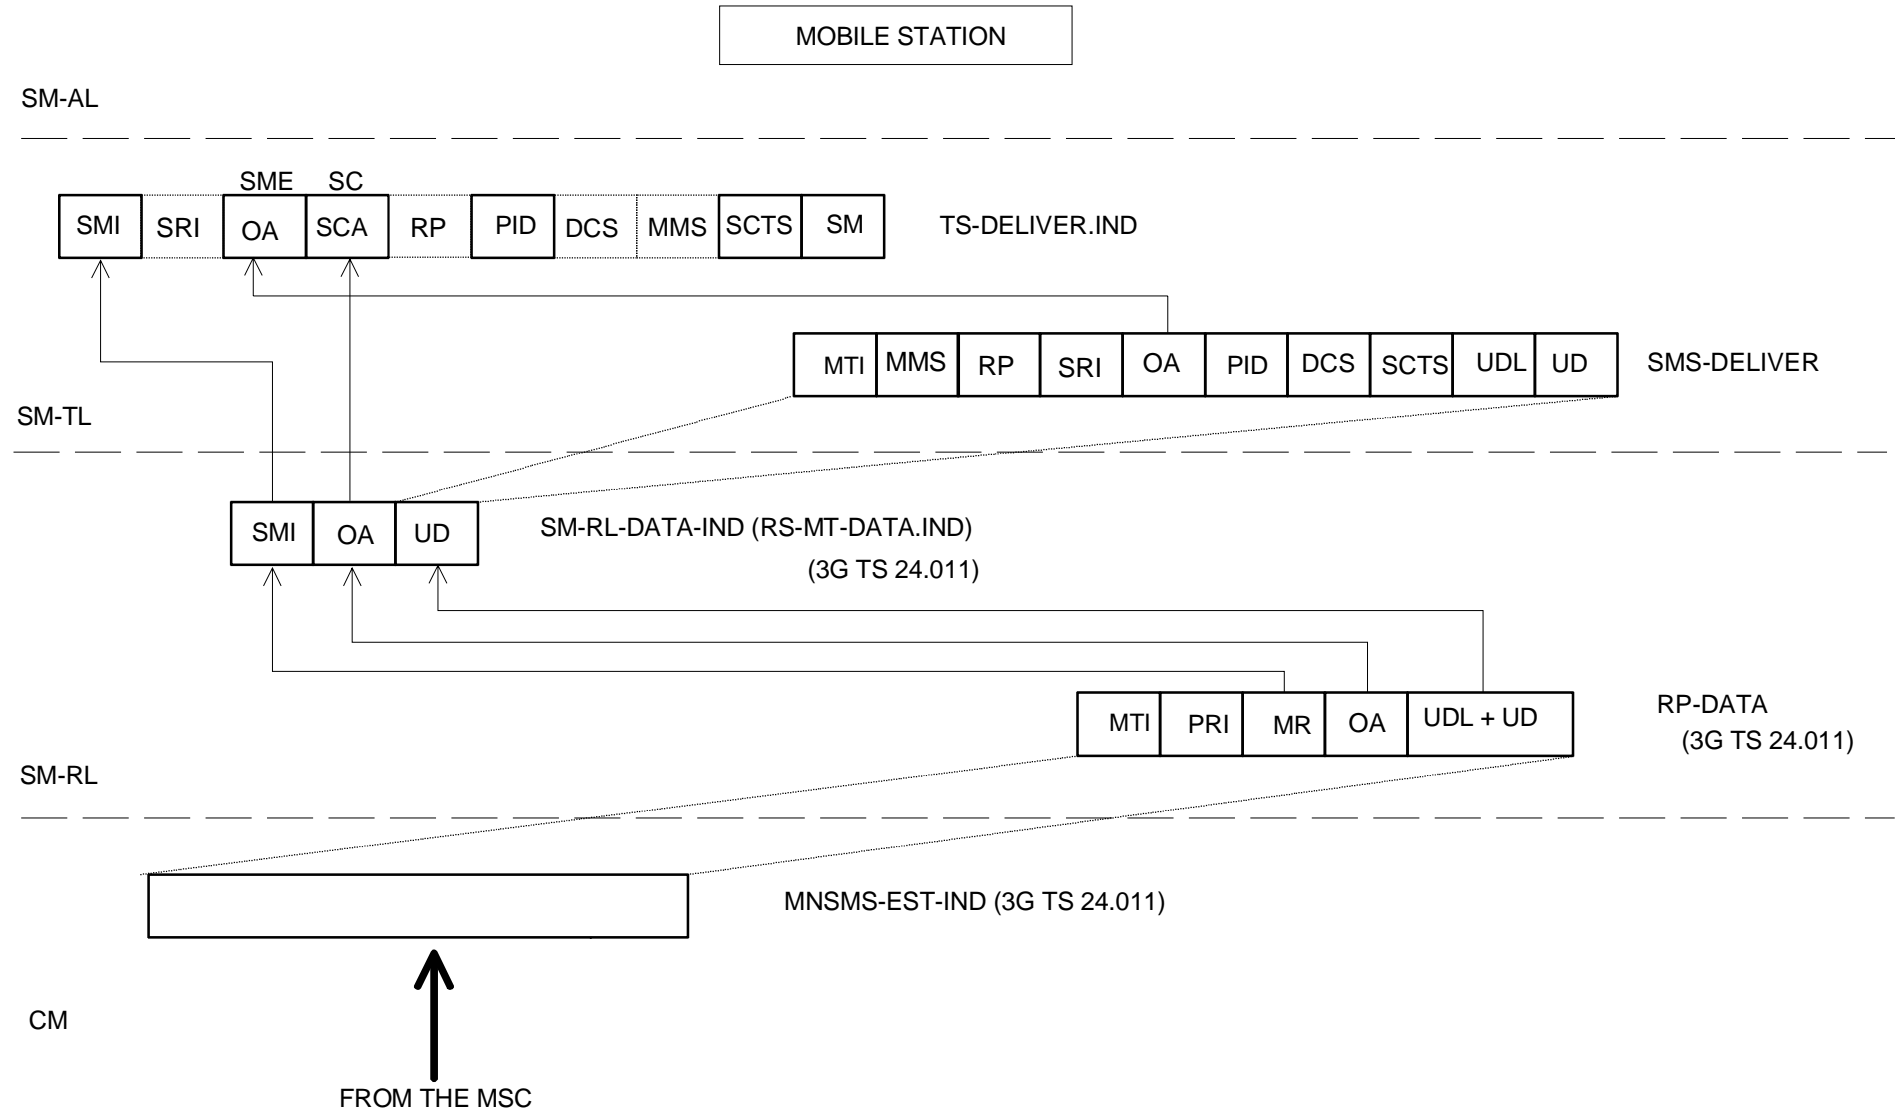 MOBILE STATION
SM-AL
SME SC
SMI SRI OA SCA RP PID DCS MMS SCTS SM TS-DELIVER.IND
MTI MMS RP SRI OA PID DCS SCTS UDL UD SMS-DELIVER
SM-TL
SMI OA UD SM-RL-DATA-IND (RS-MT-DATA.IND)
(3G TS 24.011)
MTI PRI MR OA UDL + UD RP-DATA
(3G TS 24.011)
SM-RL
MNSMS-EST-IND (3G TS 24.011)
CM
FROM THE MSC